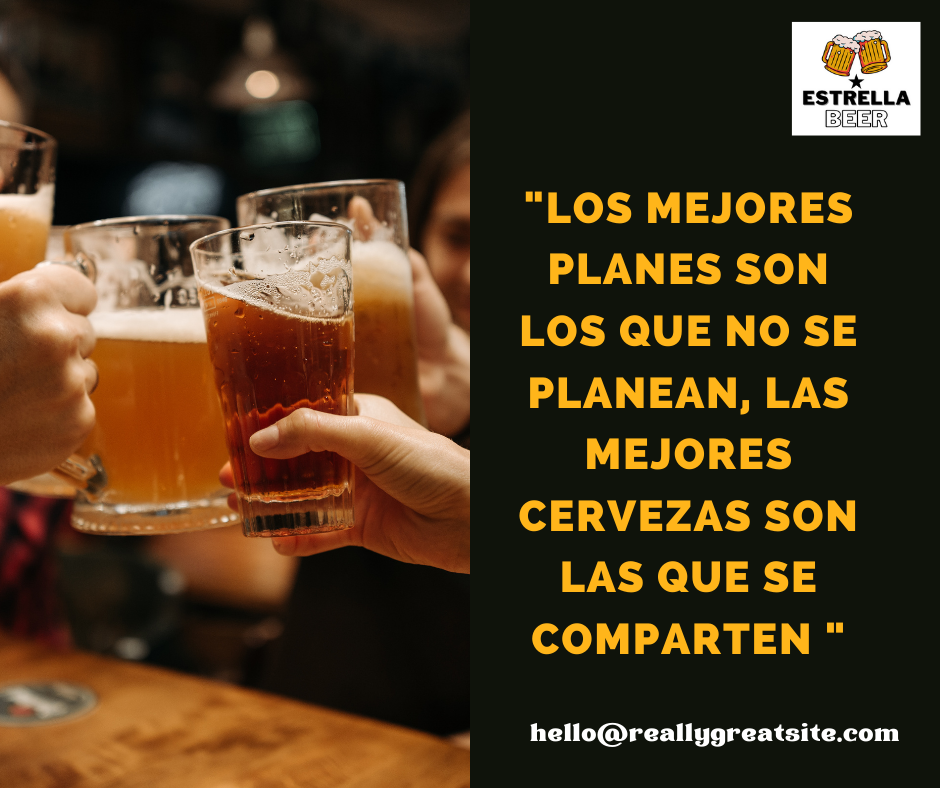 ESTRELLA
BEER
"LOS MEJORES
PLANES SON
LOS QUE NO SE
PLANEAN, LAS
MEJORES
CERVEZAS SON
LAS QUE SE
COMPARTEN "
hello@reallygreatsite.com